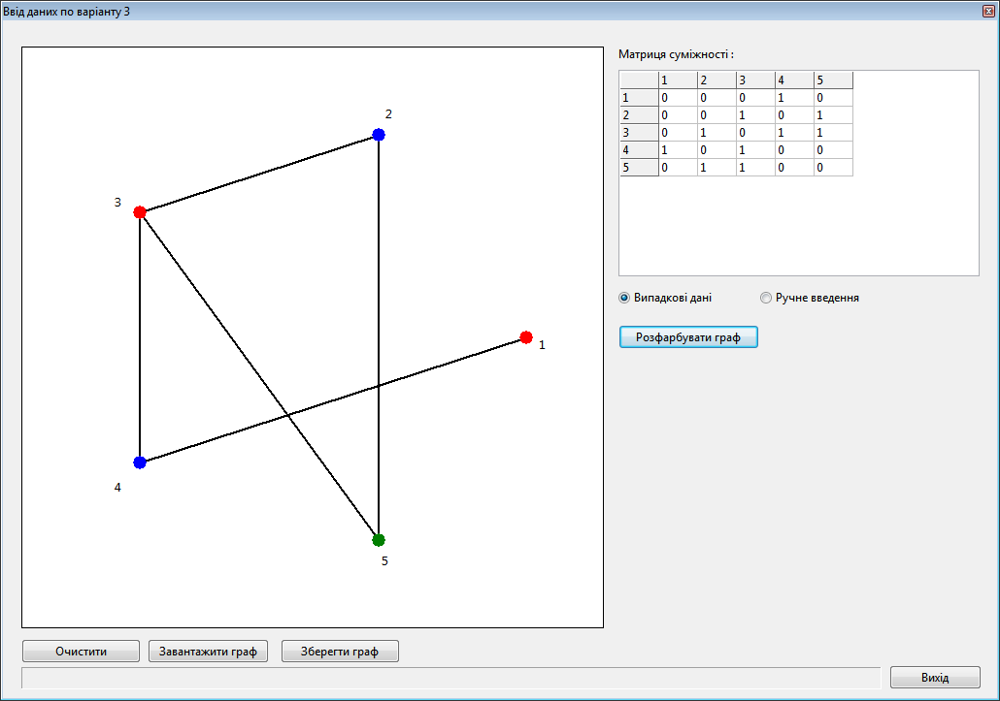 Ввід даних по варіанту 3
2
3
1
4
5
Матриця суміжності :
1 2 3 4 5
1 0 0 0 1 0
2 0 0 1 0 1
3 0 1 0 1 1
4 1 0 1 0 0
5 0 1 1 0 0
Випадкові дані Ручне введення
Розфарбувати граф
Очистити Завантажити граф Зберегти граф
Вихід